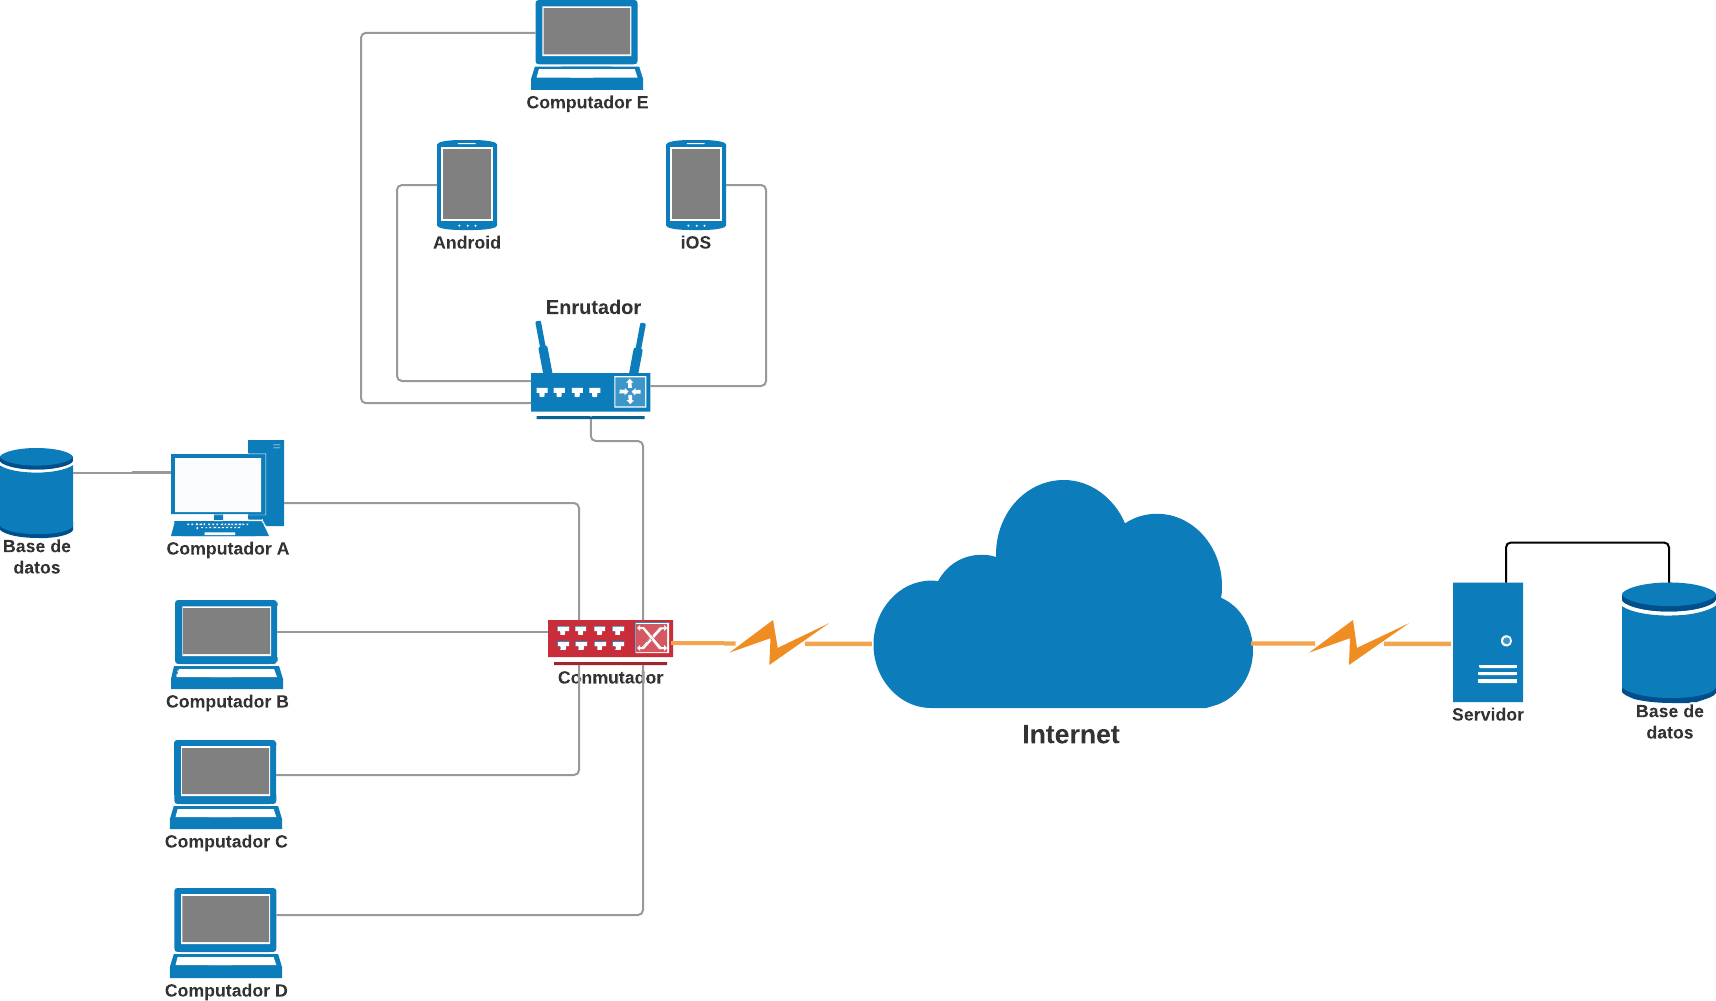 Computador E
Android
iOS
Enrutador
Base de
datos
Computador A
Computador B
Conmutador
Computador C
Computador D
Internet
Servidor
Base de
datos